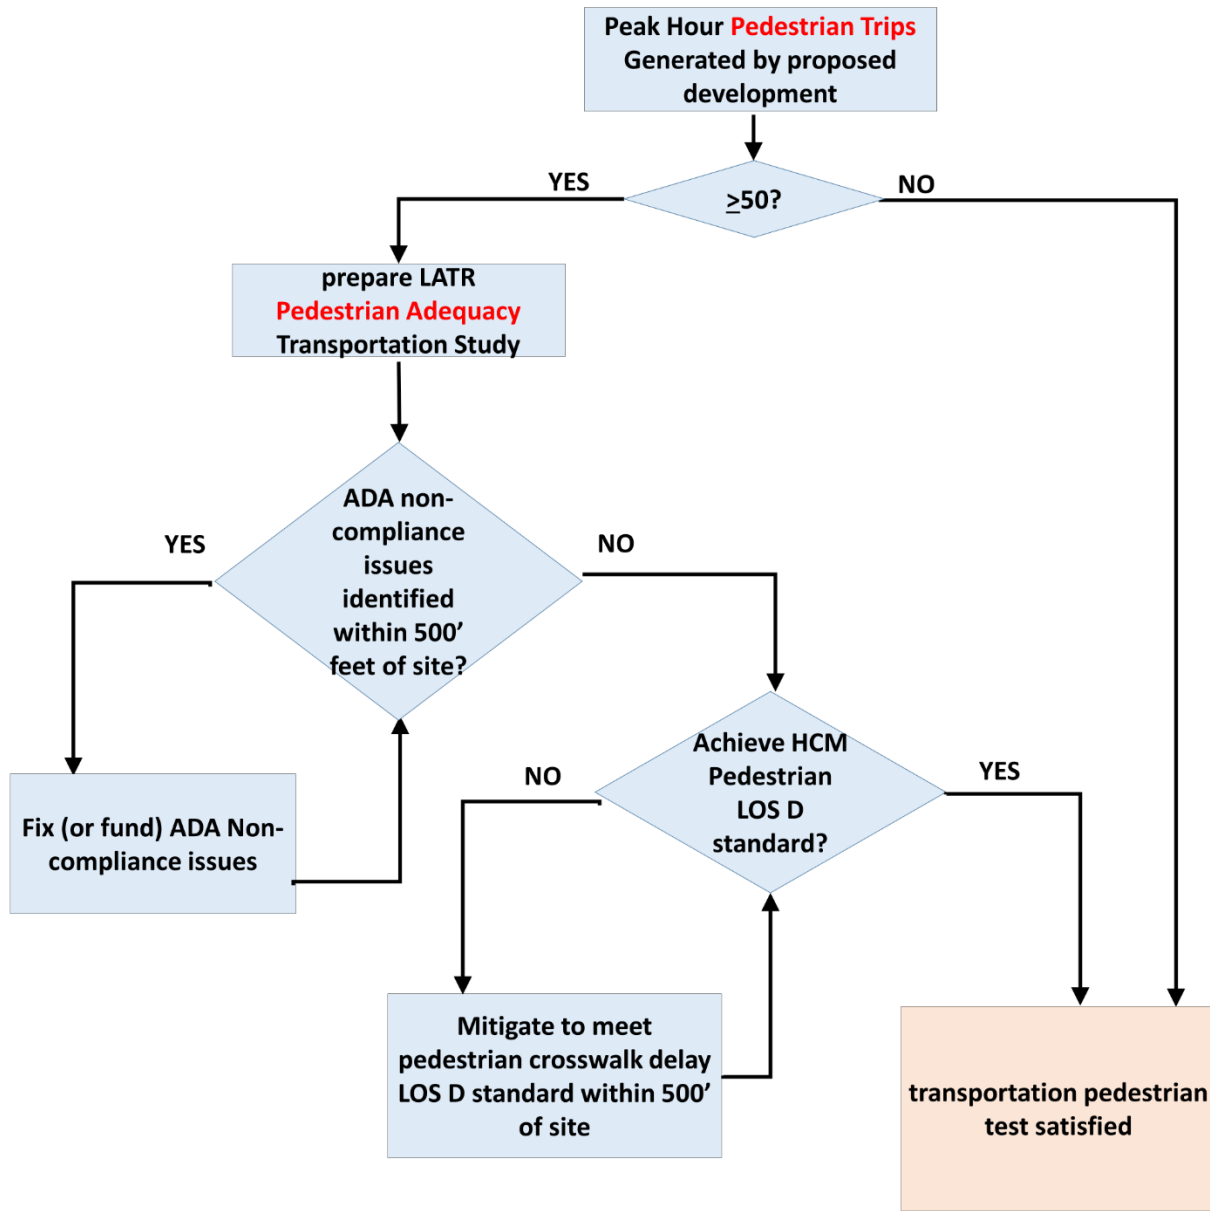 Peak Hour Pedestrian Trips
Generated by proposed
development
YES
NO
≥50?
prepare LATR
Pedestrian Adequacy
Transportation Study
ADA non-
compliance
issues
identified
within 500’
feet of site?
YES
NO
Fix (or fund) ADA Non-
compliance issues
Achieve HCM
Pedestrian
LOS D
standard?
NO
YES
Mitigate to meet
pedestrian crosswalk delay
LOS D standard within 500’
of site
transportation pedestrian
test satisfied